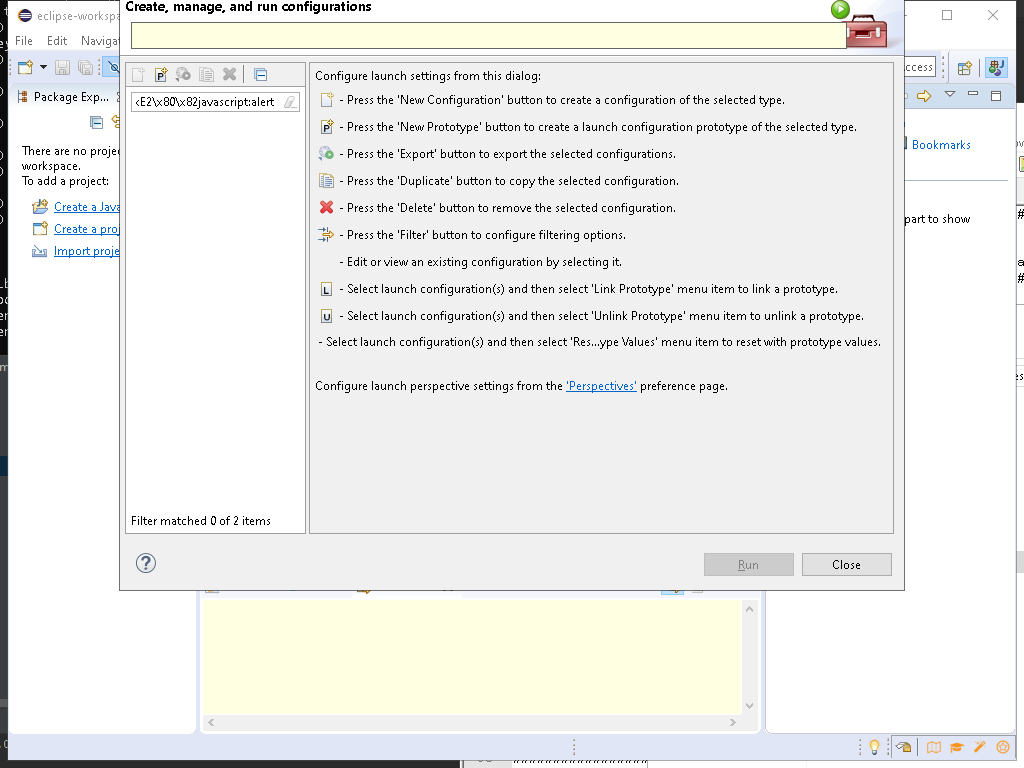 Create, manage, and run configurations
eclipse-workspa
File Edit Navigat
ccess
Package Exp...
<E2\x80\x82javascript:alert
There are no projec
workspace.
To add a project:
Create a Java
Create a proj
Import proje
Filter matched 0 of 2 items
Configure launch settings from this dialog:
- Press the 'New Configuration' button to create a configuration of the selected type.
- Press the 'New Prototype' button to create a launch configuration prototype of the selected type.
- Press the 'Export' button to export the selected configurations.
- Press the 'Duplicate' button to copy the selected configuration.
- Press the 'Delete' button to remove the selected configuration.
- Press the 'Filter' button to configure filtering options.
- Edit or view an existing configuration by selecting it.
L - Select launch configuration(s) and then select 'Link Prototype' menu item to link a prototype.
U - Select launch configuration(s) and then select 'Unlink Prototype' menu item to unlink a prototype.
- Select launch configuration(s) and then select 'Res...ype Values' menu item to reset with prototype values.
Configure launch perspective settings from the 'Perspectives' preference page.
Bookmarks
part to show
?
Run
Close